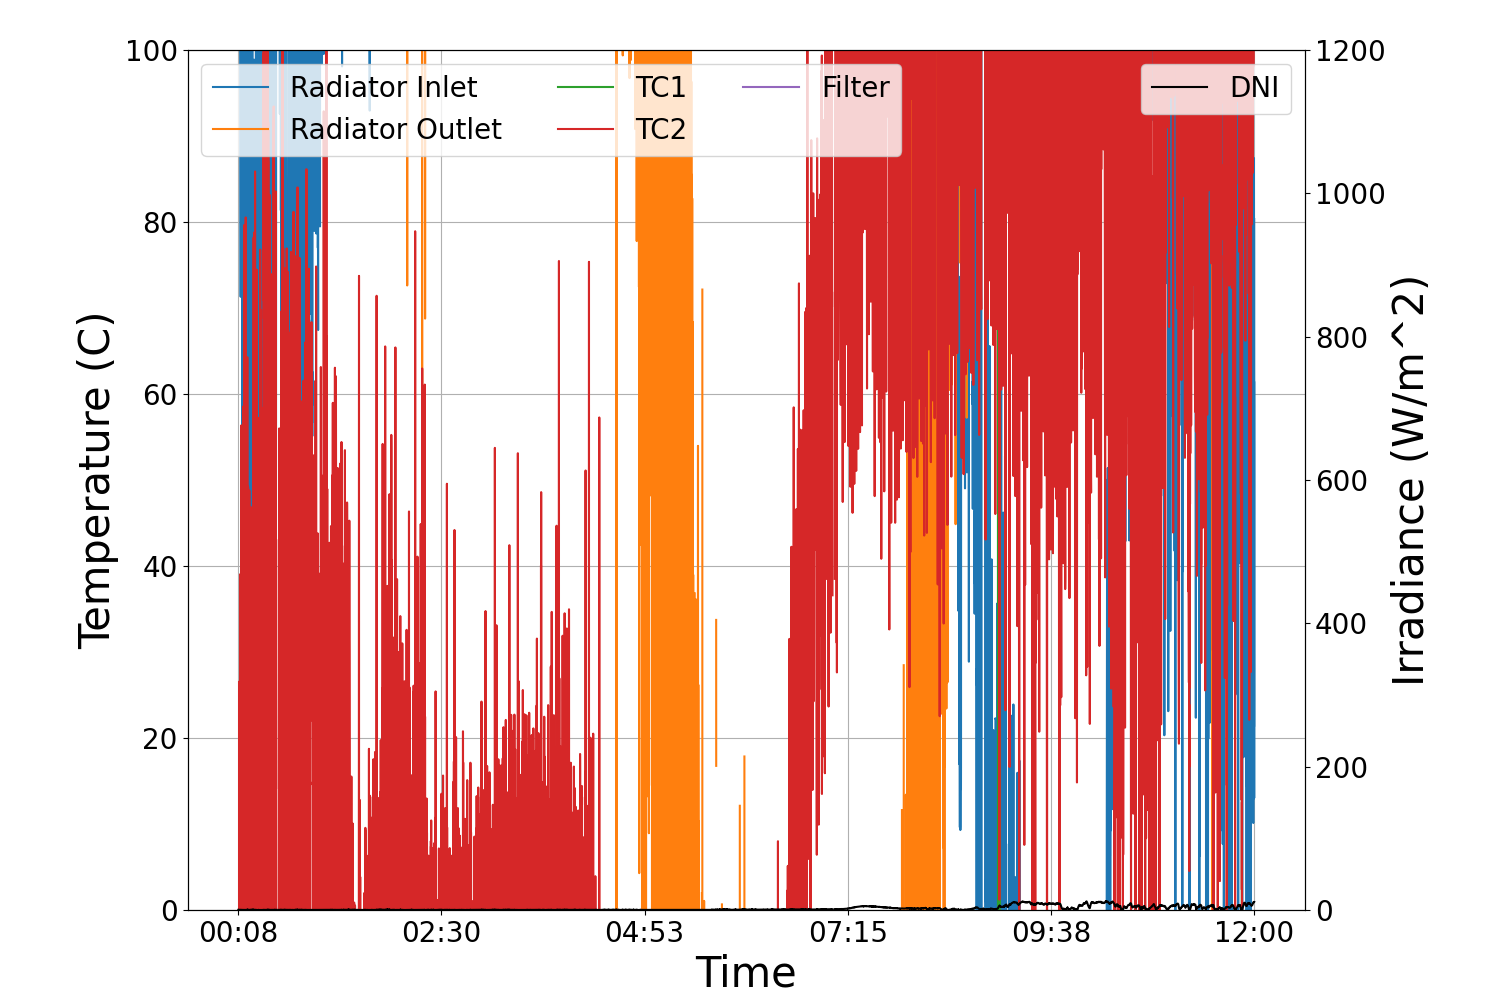 100
80
60
40
20
0
Temperature (C)
Radiator Inlet
Radiator Outlet
TC1
TC2
Filter
DNI
1200
1000
800
600
400
200
0
Irradiance (W/m^2)
00:08
02:30
04:53
07:15
09:38
12:00
Time